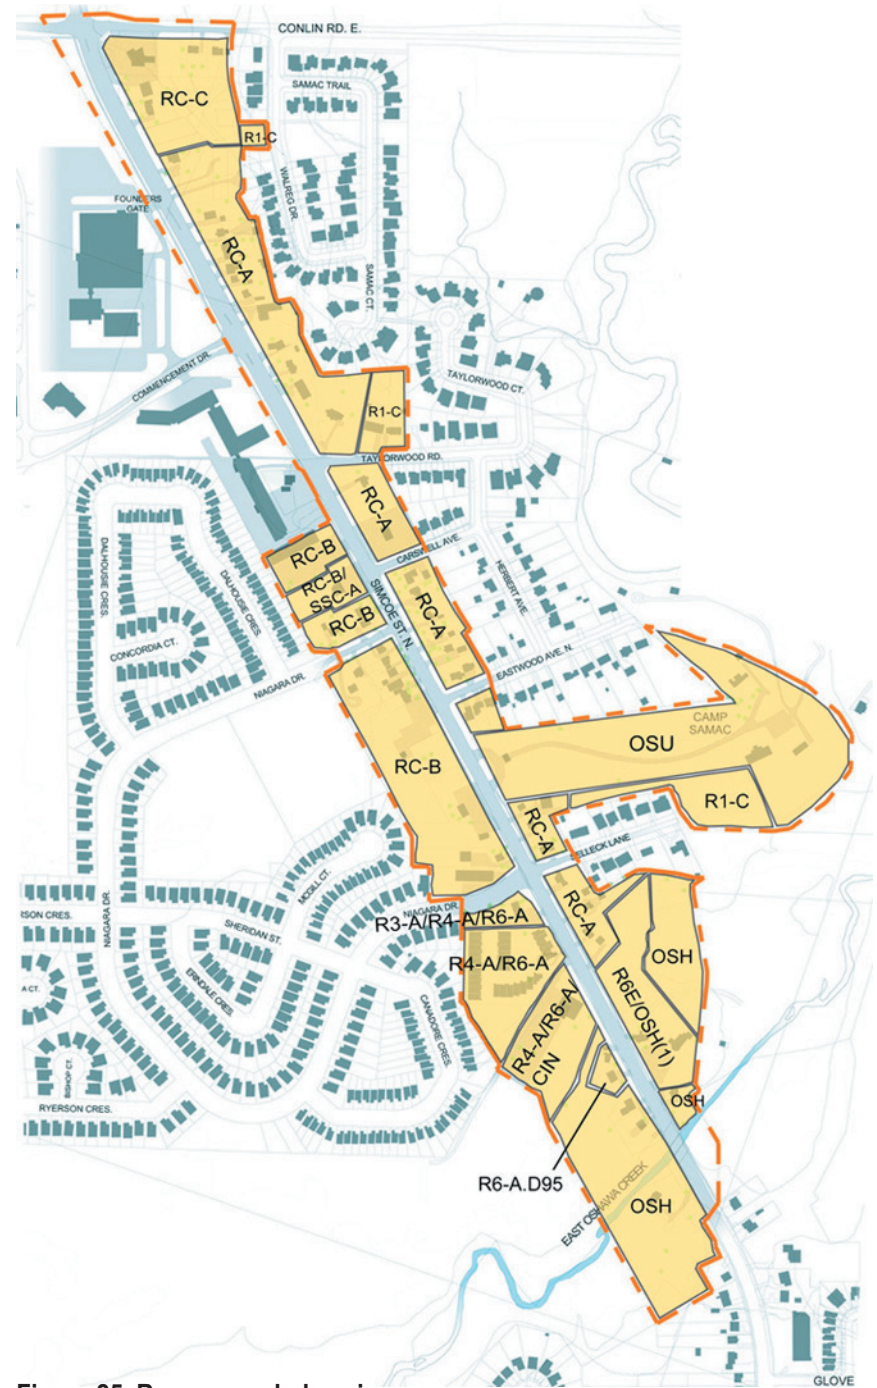 CONLIN RD. E.
SAMAC TRAIL
RC-C
R1-C
WALREG DR.
FOUNDERS
GATE
RC-A
SAMAC CT.
COMMENCEMENT DR.
TAYLORWOOD CT.
R1-C
TAYLORWOOD RD.
RC-A
DALHOUSIE CRES.
RC-B
CARSWELL AVE.
RC-B/
SSC-A
DALHOUSIE CRES.
SIMCOE ST. N.
HERBERT AVE.
RC-A
RC-B
CONCORDIA CT.
EASTWOOD AVE. N.
NIAGARA DR.
CAMP
SAMAC
OSU
RC-B
R1-C
RC-A
MCGILL CT.
RC-A
NIAGARA DR.
R3-A/R4-A/R6-A
NIAGARA DR.
SHERIDAN ST.
OSH
R4-A/R6-A
ERINDALE CRES.
R6E/OSH(1)
R4-A/R6-A
CIN
CANADORE CRES.
BISHOP CT.
OSH
RYERSON CRES.
R6-A.D95
EAST OSHAWA CREEK
OSH
GLOVE